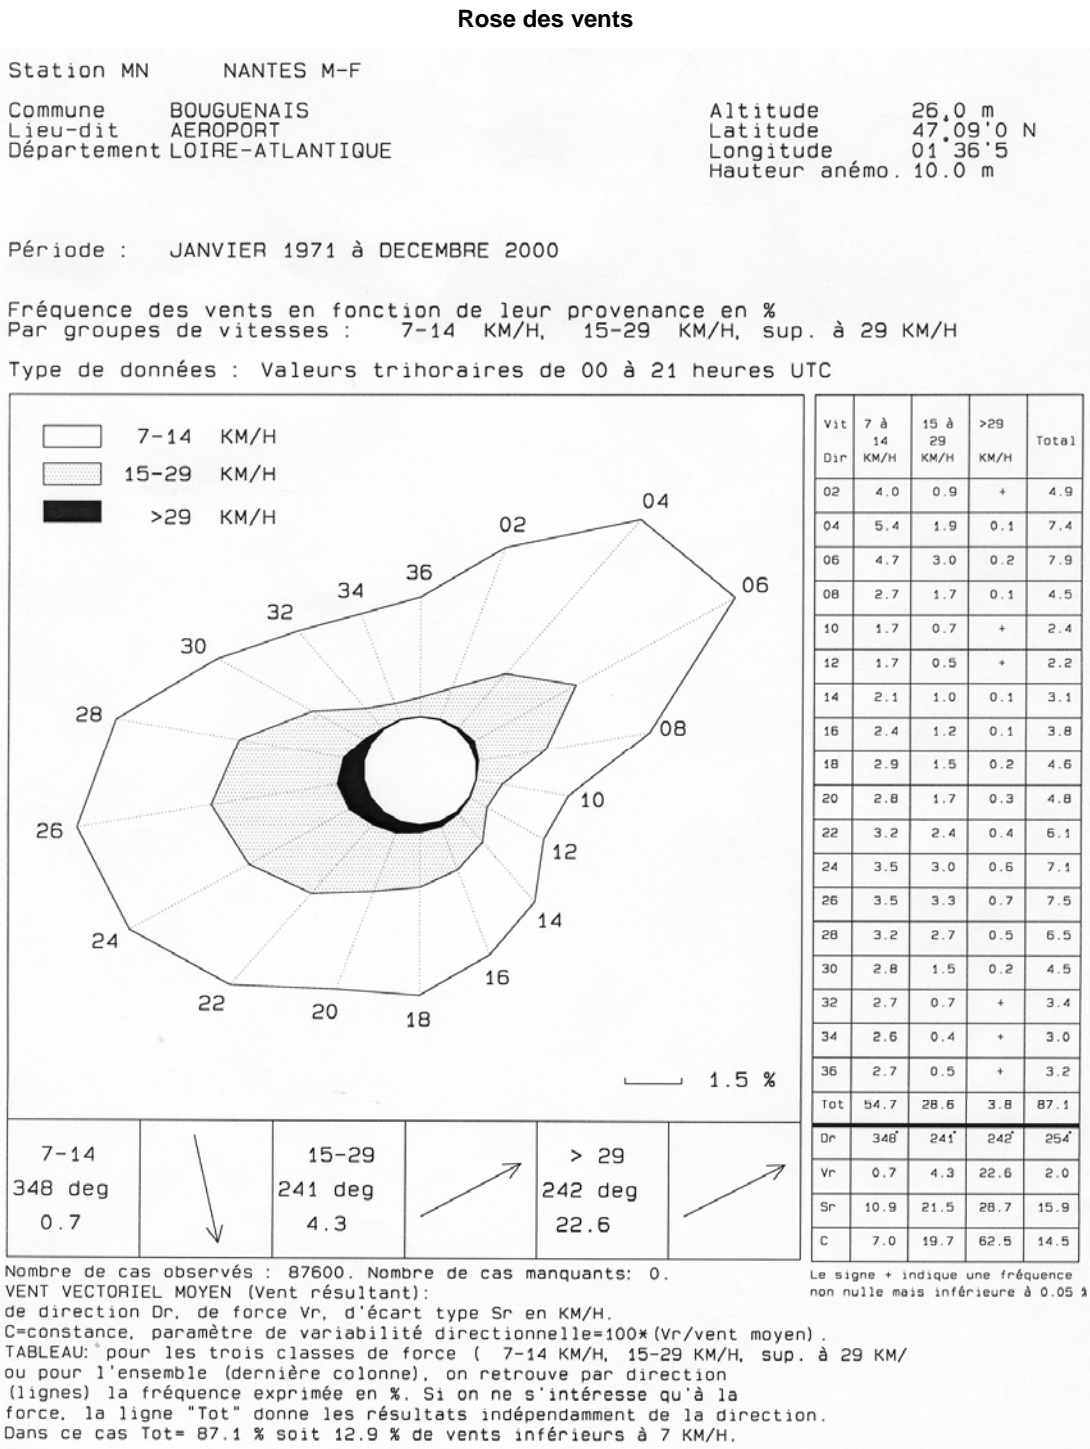 Rose des vents
Station MN NANTES M-F
Commune BOUGUENAIS
Lieu-dit AEROPORT
Département LOIRE-ATLANTIQUE
Altitude 26.0 m
Latitude 47°09'0 N
Longitude 01°36'5
Hauteur anémo. 10.0 m
Période : JANVIER 1971 à DECEMBRE 2000
Fréquence des vents en fonction de leur provenance en %
Par groupes de vitesses : 7-14 KM/H, 15-29 KM/H, sup. à 29 KM/H
Type de données : Valeurs trihoraires de 00 à 21 heures UTC
7-14 KM/H
15-29 KM/H
>29 KM/H
02
04
06
08
10
12
14
16
18
20
22
24
26
28
30
32
34
36
1.5 %
7-14
348 deg
0.7
15-29
241 deg
4.3
> 29
242 deg
22.6
Vit 7 à 15 à >29
14 29 Total
Dir KM/H KM/H KM/H
02 4.0 0.9 + 4.9
04 5.4 1.9 0.1 7.4
06 4.7 3.0 0.2 7.9
08 2.7 1.7 0.1 4.5
10 1.7 0.7 + 2.4
12 1.7 0.5 + 2.2
14 2.1 1.0 0.1 3.1
16 2.4 1.2 0.1 3.8
18 2.9 1.5 0.2 4.6
20 2.8 1.7 0.3 4.8
22 3.2 2.4 0.4 6.1
24 3.5 3.0 0.6 7.1
26 3.5 3.3 0.7 7.5
28 3.2 2.7 0.5 6.5
30 2.8 1.5 0.2 4.5
32 2.7 0.7 + 3.4
34 2.6 0.4 + 3.0
36 2.7 0.5 + 3.2
Tot 54.7 28.6 3.8 87.1
Dr 348° 241° 242° 254°
Vr 0.7 4.3 22.6 2.0
Sr 10.9 21.5 28.7 15.9
C 7.0 19.7 62.5 14.5
Le signe + indique une fréquence
non nulle mais inférieure à 0.05 %
Nombre de cas observés : 87600. Nombre de cas manquants: 0.
VENT VECTORIEL MOYEN (Vent résultant):
de direction Dr, de force Vr, d'écart type Sr en KM/H.
C=constance, paramètre de variabilité directionnelle=100*(Vr/vent moyen).
TABLEAU: pour les trois classes de force ( 7-14 KM/H, 15-29 KM/H, sup. à 29 KM/
ou pour l'ensemble (dernière colonne), on retrouve par direction
(lignes) la fréquence exprimée en %. Si on ne s'intéresse qu'à la
force, la ligne "Tot" donne les résultats indépendamment de la direction.
Dans ce cas Tot= 87.1 % soit 12.9 % de vents inférieurs à 7 KM/H.